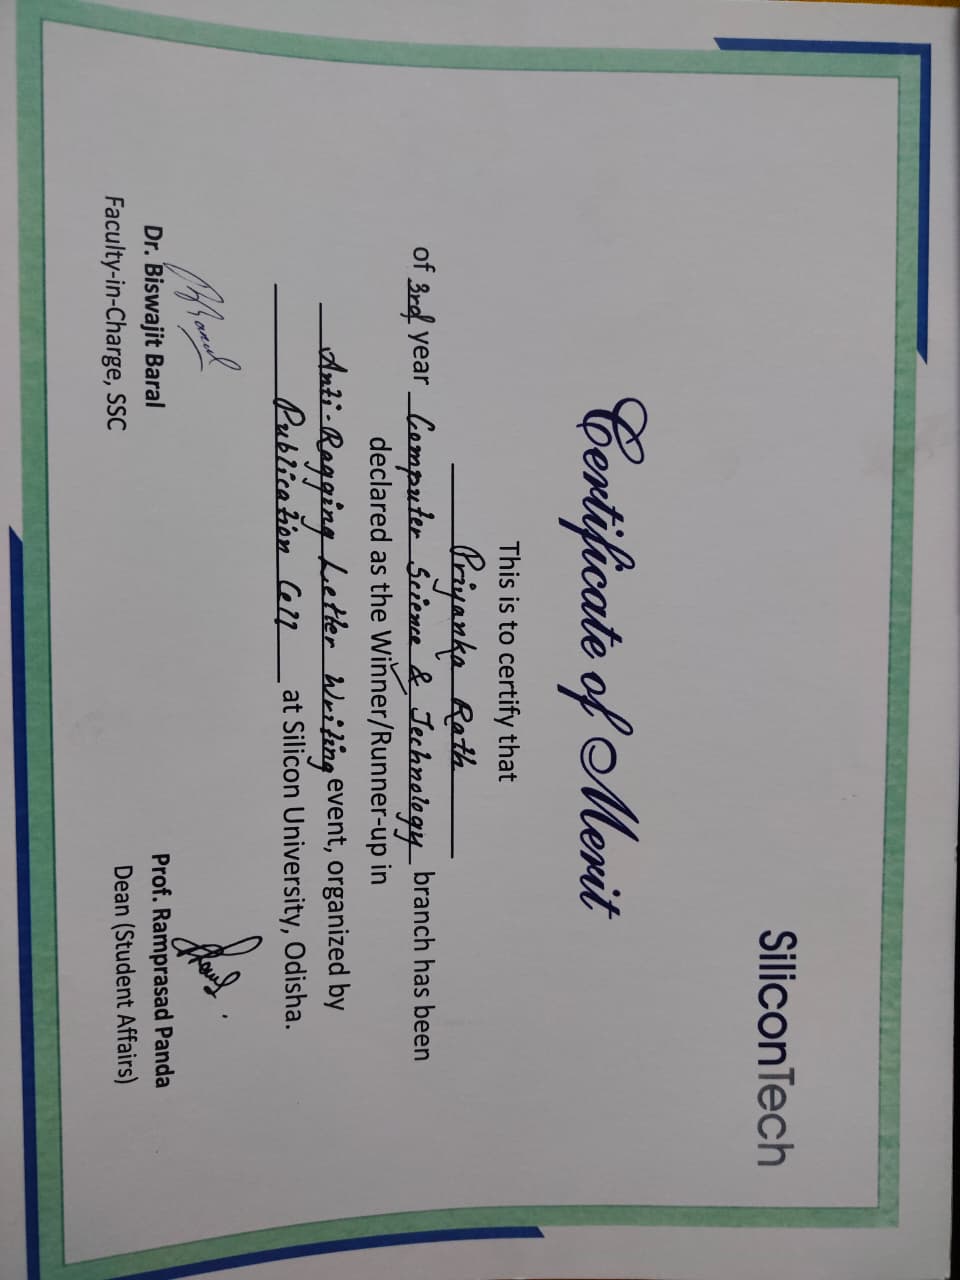 SiliconTech
Certificate of Merit
This is to certify that
Priyanka Rath
of 3rd year Computer Science & Technology branch has been
declared as the Winner/Runner-up in
Anti-Ragging Letter Writing event, organized by
Publication Cell at Silicon University, Odisha.
Dr. Biswajit Baral
Faculty-in-Charge, SSC
Prof. Ramprasad Panda
Dean (Student Affairs)